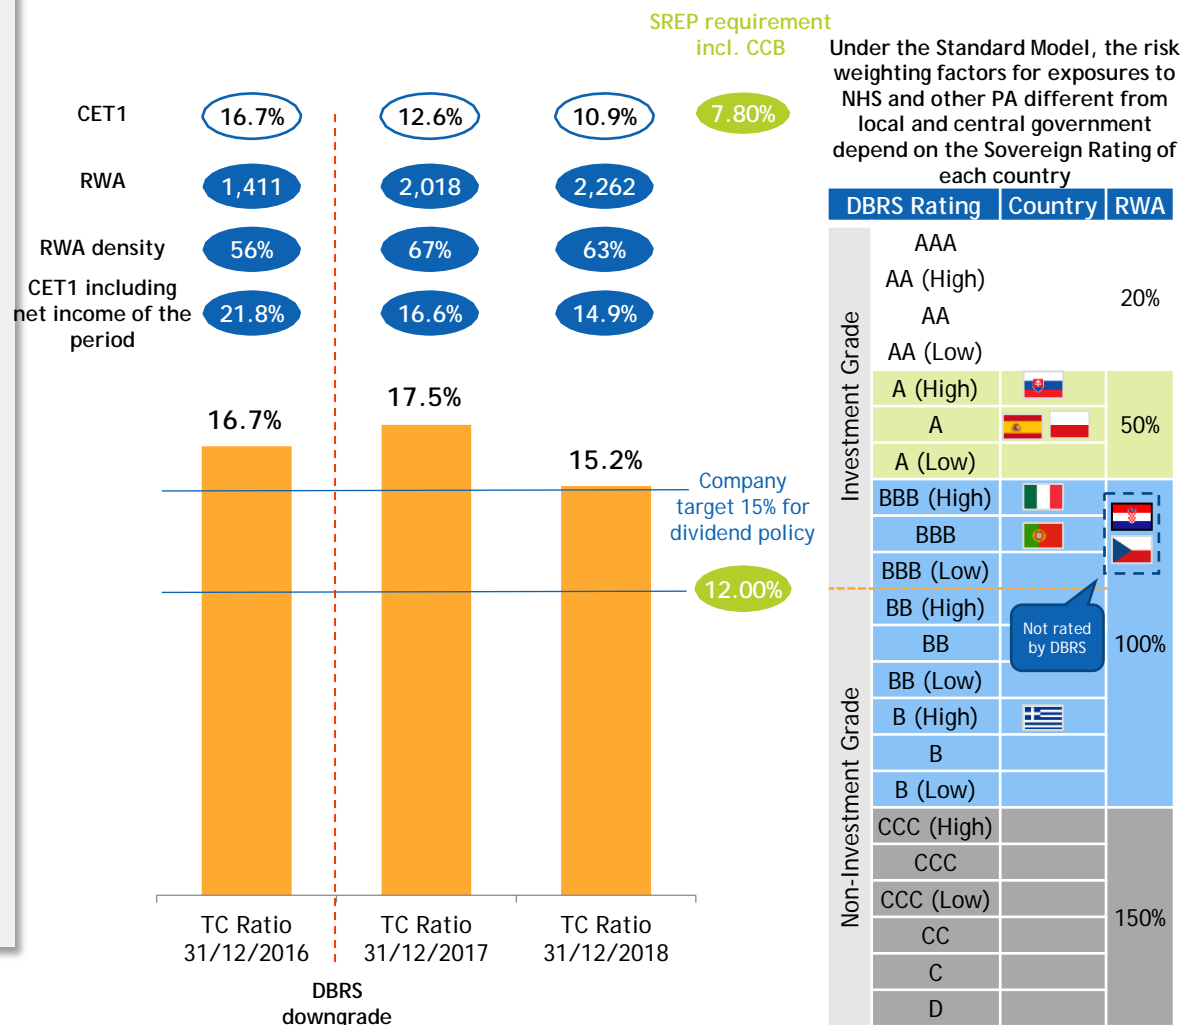 SREP requirement
incl. CCB
CET1
16.7%
12.6%
10.9%
7.80%
RWA
1,411
2,018
2,262
RWA density
56%
67%
63%
CET1 including
net income of the
period
21.8%
16.6%
14.9%
16.7%
17.5%
15.2%
Company
target 15% for
dividend policy
12.00%
TC Ratio
31/12/2016
TC Ratio
31/12/2017
TC Ratio
31/12/2018
DBRS
downgrade
Under the Standard Model, the risk
weighting factors for exposures to
NHS and other PA different from
local and central government
depend on the Sovereign Rating of
each country
DBRS Rating Country RWA
Investment Grade
AAA
AA (High)
AA
AA (Low)
20%
A (High)
A
A (Low)
50%
BBB (High)
BBB
BBB (Low)
Non-Investment Grade
BB (High)
BB
BB (Low)
Not rated
by DBRS
100%
B (High)
B
B (Low)
CCC (High)
CCC
CCC (Low)
CC
C
D
150%